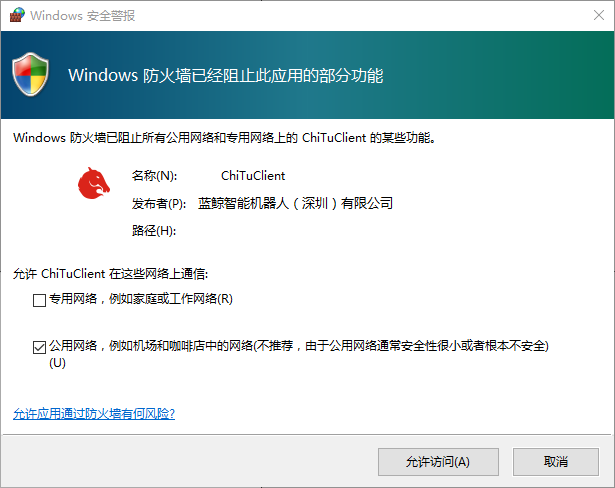 Windows 安全警报
Windows 防火墙已经阻止此应用的部分功能
Windows 防火墙已阻止所有公用网络和专用网络上的 ChiTuClient 的某些功能。
名称(N): ChiTuClient
发布者(P): 蓝鲸智能机器人（深圳）有限公司
路径(H):
允许 ChiTuClient 在这些网络上通信:
专用网络，例如家庭或工作网络(R)
公用网络，例如机场和咖啡店中的网络(不推荐，由于公用网络通常安全性很小或者根本不安全)
(U)
允许应用通过防火墙有何风险?
允许访问(A) 取消